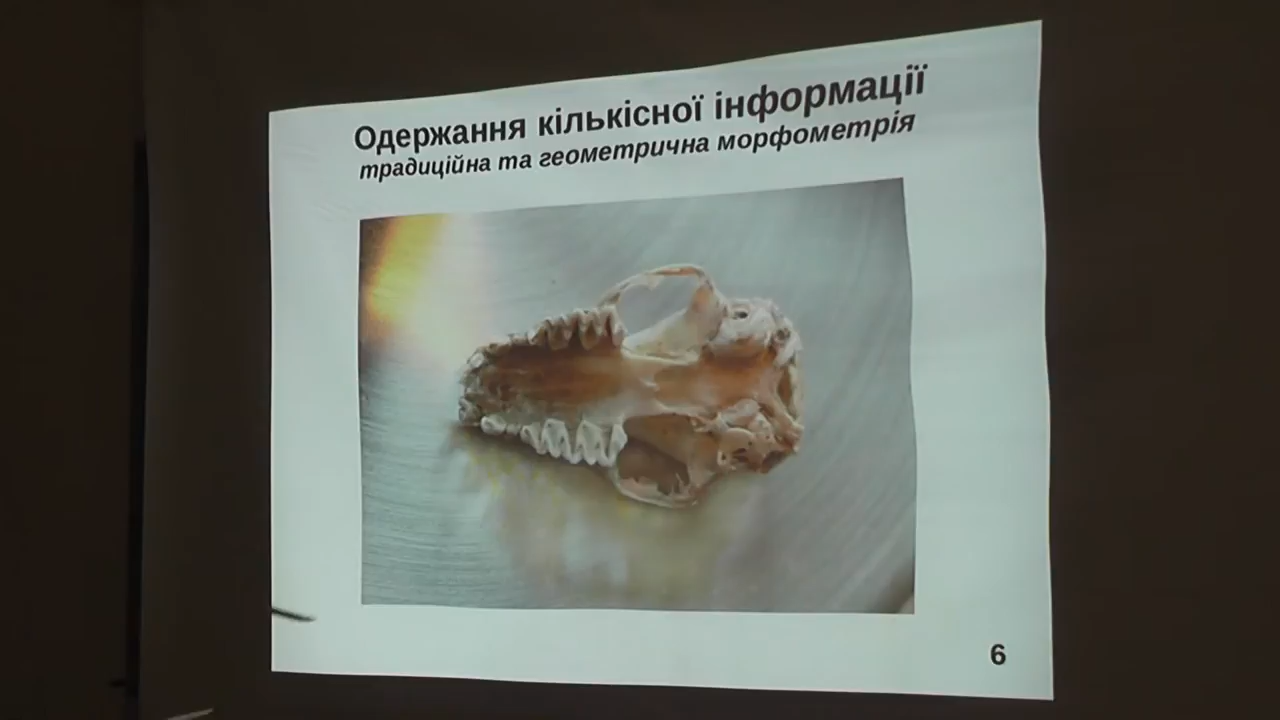 Одержання кількісної інформації
традиційна та геометрична морфометрія
6